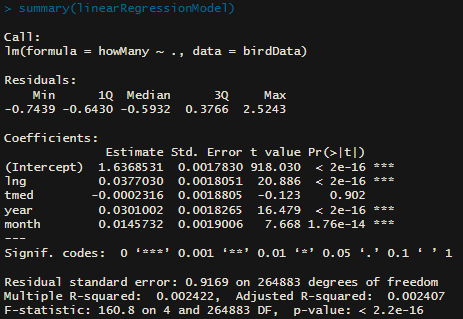 > summary(linearRegressionModel)

Call:
lm(formula = howMany ~ ., data = birdData)

Residuals:
    Min      1Q  Median      3Q     Max
-0.7439 -0.6430 -0.5932  0.3766  2.5243

Coefficients:
              Estimate Std. Error t value Pr(>|t|)
(Intercept)  1.6368531  0.0017830 918.030  < 2e-16 ***
lng          0.0377030  0.0018051  20.886  < 2e-16 ***
tmed        -0.0002316  0.0018805  -0.123    0.902
year         0.0301002  0.0018265  16.479  < 2e-16 ***
month        0.0145732  0.0019006   7.668 1.76e-14 ***
---
Signif. codes:  0 ‘***’ 0.001 ‘**’ 0.01 ‘*’ 0.05 ‘.’ 0.1 ‘ ’ 1

Residual standard error: 0.9169 on 264883 degrees of freedom
Multiple R-squared:  0.002422,	Adjusted R-squared:  0.002407
F-statistic: 160.8 on 4 and 264883 DF,  p-value: < 2.2e-16